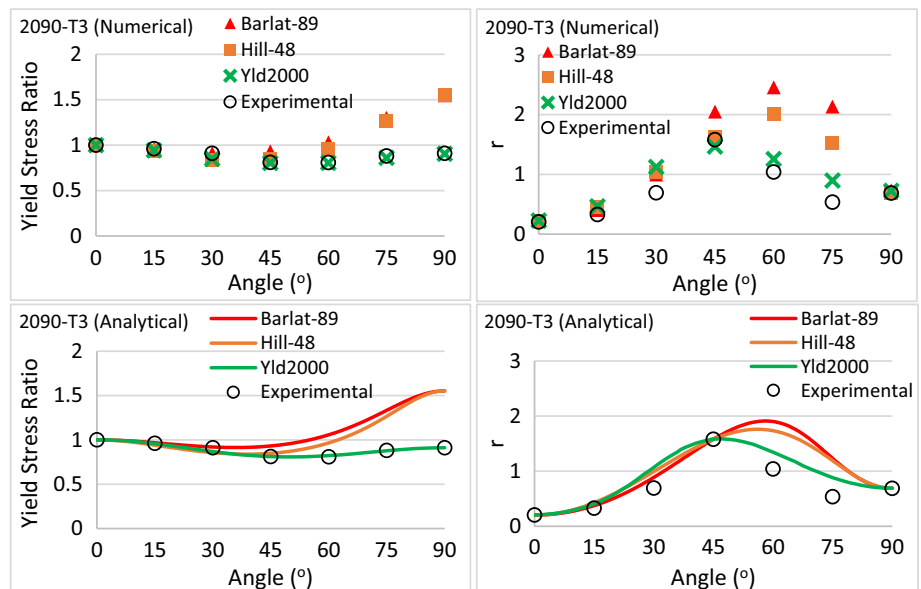 2090-T3 (Numerical)
Barlat-89
Hill-48
Yld2000
Experimental
2
1.5
1
0.5
0
Yield Stress Ratio
0 15 30 45 60 75 90
Angle (o)
2090-T3 (Numerical)
Barlat-89
Hill-48
Yld2000
Experimental
3
2
1
0
r
0 15 30 45 60 75 90
Angle (o)
2090-T3 (Analytical)
Barlat-89
Hill-48
Yld2000
Experimental
2
1.5
1
0.5
0
Yield Stress Ratio
0 15 30 45 60 75 90
Angle (o)
2090-T3 (Analytical)
Barlat-89
Hill-48
Yld2000
Experimental
3
2
1
0
r
0 15 30 45 60 75 90
Angle (o)